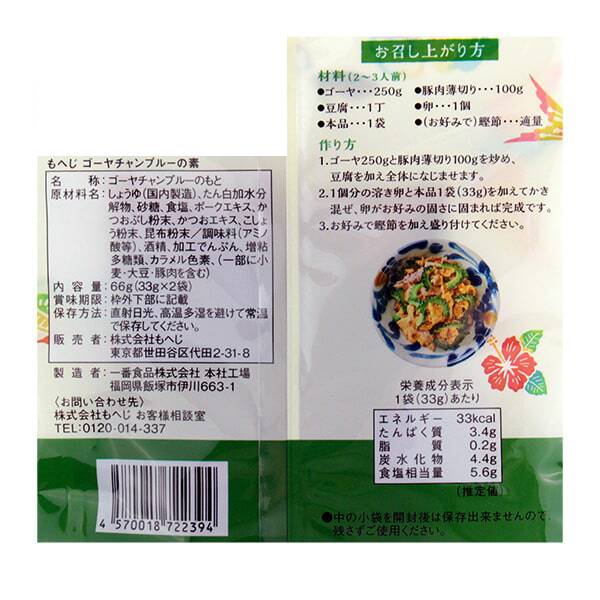 お召し上がり方
材料(2〜3人前)
●ゴーヤ・・・250g ●豚肉薄切り・・・100g
●豆腐・・・1丁 ●卵・・・1個
●本品・・・1袋 ●(お好みで)鰹節・・・適量
作り方
1.ゴーヤ250gと豚肉薄切り100gを炒め、
豆腐を加え全体になじませます。
2.1個分の溶き卵と本品1袋(33g)を加えてかき
混ぜ、卵がお好みの固さに固まれば完成です。
3.お好みで鰹節を加え盛り付けてください。
もへじ ゴーヤチャンプルーの素
名 称:ゴーヤチャンプルーのもと
原材料名:しょうゆ(国内製造)、たん白加水分
解物、砂糖、食塩、ポークエキス、か
つおぶし粉末、かつおエキス、こしょ
う粉末、昆布粉末/調味料(アミノ
酸等)、酒精、加工でんぷん、増粘
多糖類、カラメル色素、(一部に小
麦・大豆・豚肉を含む)
内 容 量:66g(33g×2袋)
賞味期限:枠外下部に記載
保存方法:直射日光、高温多湿を避けて常温
で保存してください。
販 売 者:株式会社もへじ
東京都世田谷区代田2-31-8
製 造 者:一番食品株式会社 本社工場
福岡県飯塚市伊川663-1
〈お問い合わせ先〉
株式会社もへじ お客様相談室
TEL:0120-014-337
4 570018 722394
栄養成分表示
1袋(33g)あたり
エネルギー 33kcal
たんぱく質 3.4g
脂質 0.2g
炭水化物 4.4g
食塩相当量 5.6g
(推定値)
●中の小袋を開封後は保存出来ませんので、
残さずご使用ください。